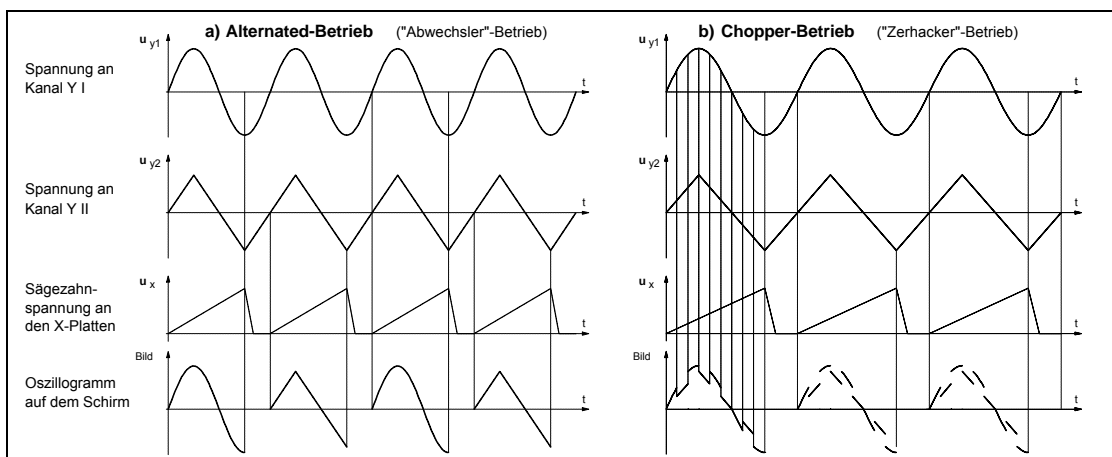 a) Alternated-Betrieb ("Abwechsler"-Betrieb)
b) Chopper-Betrieb ("Zerhacker"-Betrieb)
Spannung an
Kanal Y I
u y1
t
u y1
t
Spannung an
Kanal Y II
u y2
t
u y2
t
Sägezahn-
spannung an
den X-Platten
u x
t
u x
t
Oszillogramm
auf dem Schirm
Bild
t
Bild
t